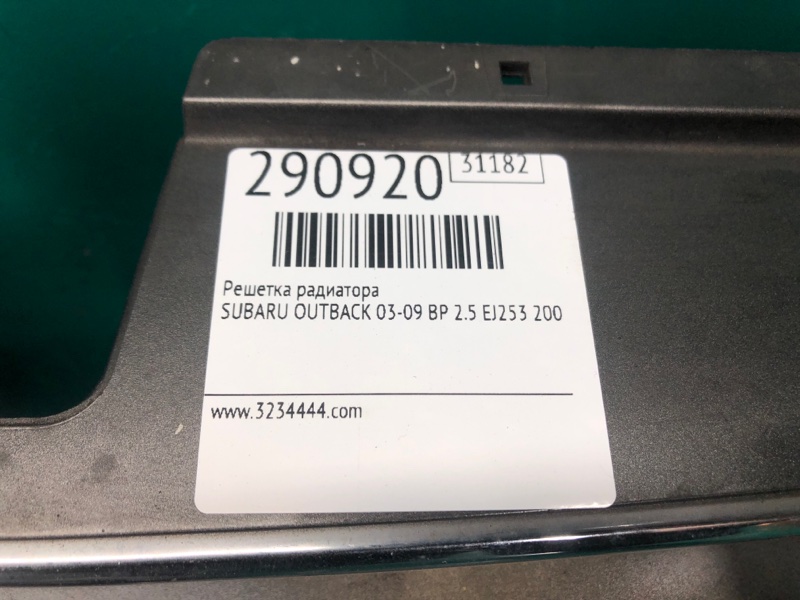 290920
31182
Решетка радиатора
SUBARU OUTBACK 03-09 BP 2.5 EJ253 200
www.3234444.com